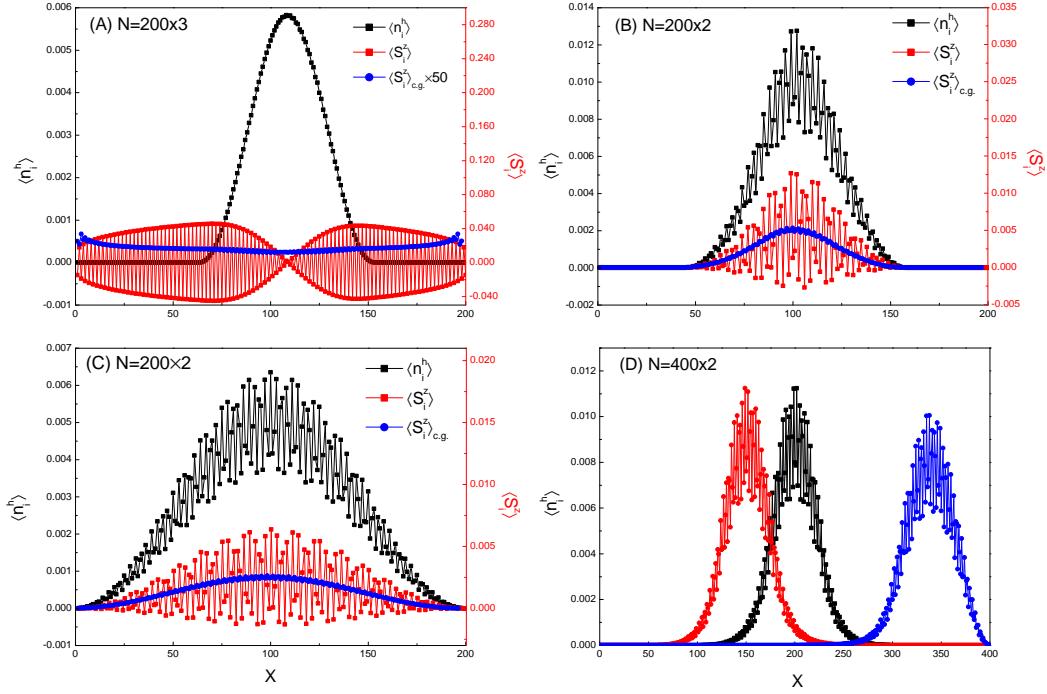 (A) N=200x3
⟨n_i^h⟩
⟨S_i^z⟩
⟨S_i^z⟩_c.g.×50
0.006
0.005
0.004
0.003
0.002
0.001
0.000
-0.001
⟨n_i^h⟩
0.280
0.240
0.200
0.160
0.120
0.080
0.040
0.000
-0.040
⟨S_i^z⟩
0 50 100 150 200
(B) N=200x2
⟨n_i^h⟩
⟨S_i^z⟩
⟨S_i^z⟩_c.g.
0.014
0.012
0.010
0.008
0.006
0.004
0.002
0.000
-0.002
⟨n_i^h⟩
0.035
0.030
0.025
0.020
0.015
0.010
0.005
0.000
-0.005
⟨S_i^z⟩
0 50 100 150 200
(C) N=200×2
⟨n_i^h⟩
⟨S_i^z⟩
⟨S_i^z⟩_c.g.
0.007
0.006
0.005
0.004
0.003
0.002
0.001
0.000
-0.001
⟨n_i^h⟩
0.020
0.015
0.010
0.005
0.000
⟨S_i^z⟩
0 50 100 150 200
X
(D) N=400x2
0.012
0.010
0.008
0.006
0.004
0.002
0.000
⟨n_i^h⟩
0 50 100 150 200 250 300 350 400
X